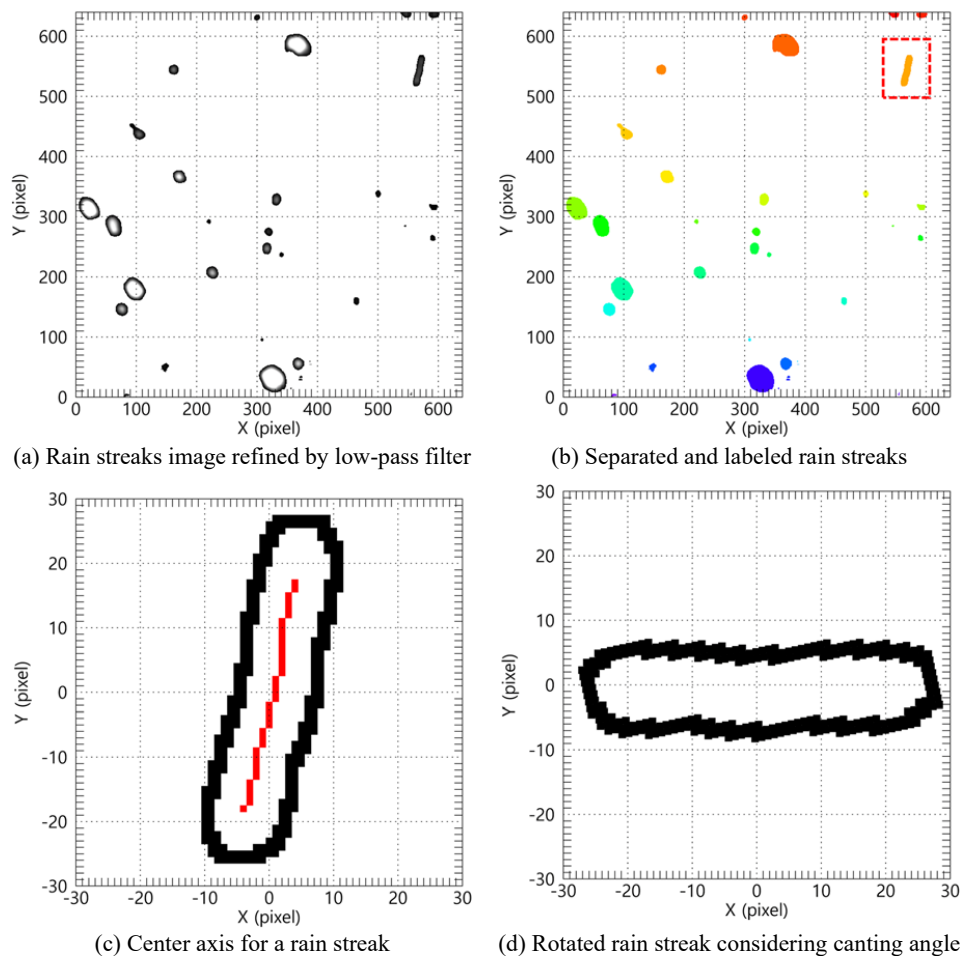 600
500
400
300
200
100
0
Y (pixel)
0 100 200 300 400 500 600
X (pixel)
(a) Rain streaks image refined by low-pass filter
600
500
400
300
200
100
0
Y (pixel)
0 100 200 300 400 500 600
X (pixel)
(b) Separated and labeled rain streaks
30
20
10
0
-10
-20
-30
Y (pixel)
-30 -20 -10 0 10 20 30
X (pixel)
(c) Center axis for a rain streak
30
20
10
0
-10
-20
-30
Y (pixel)
-30 -20 -10 0 10 20 30
X (pixel)
(d) Rotated rain streak considering canting angle